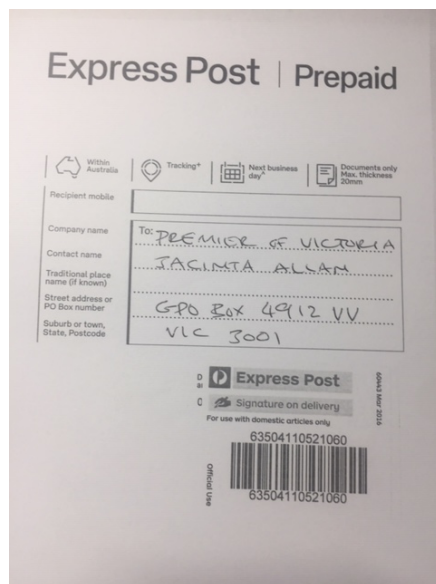 Express Post | Prepaid
Within Australia
Tracking+
Next business day^
Documents only Max. thickness 20mm
Recipient mobile
Company name
To: PREMIER OF VICTORIA
Contact name
JACINTA ALLAN
Traditional place name (if known)
Street address or PO Box number
GPO Box 4912 VV
Suburb or town, State, Postcode
VIC 3001
D
Express Post
C
Signature on delivery
For use with domestic articles only
63504110521060
63504110521060
Official Use
60443 Mar 2016